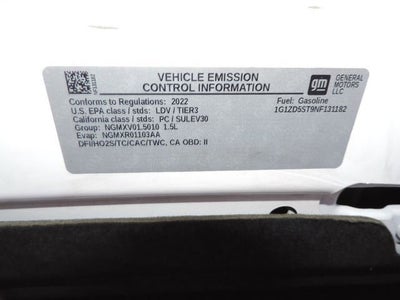 VEHICLE EMISSION
CONTROL INFORMATION
gm
GENERAL
MOTORS
LLC
Conforms to Regulations: 2022
U.S. EPA class / stds: LDV / TIER3
California class / stds: PC / SULEV30
Group: NGMXV01.5010 1.5L
Evap: NGMXR01103AA
DFI/HO2S/TC/CAC/TWC, CA OBD: II
Fuel: Gasoline
1G1ZD5ST9NF131182